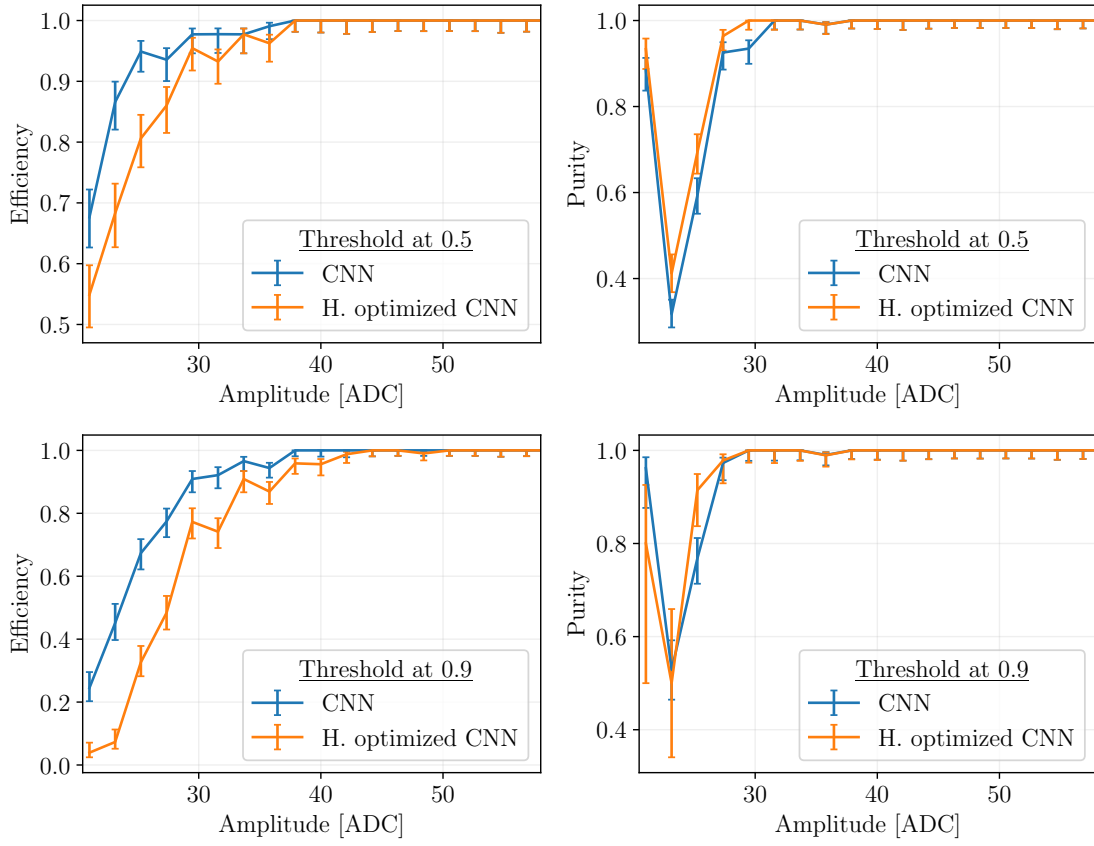 1.0
0.9
0.8
0.7
0.6
0.5
Efficiency
30
40
50
Amplitude [ADC]
Threshold at 0.5
CNN
H. optimized CNN
1.0
0.8
0.6
0.4
Purity
30
40
50
Amplitude [ADC]
Threshold at 0.5
CNN
H. optimized CNN
1.0
0.8
0.6
0.4
0.2
0.0
Efficiency
30
40
50
Amplitude [ADC]
Threshold at 0.9
CNN
H. optimized CNN
1.0
0.8
0.6
0.4
Purity
30
40
50
Amplitude [ADC]
Threshold at 0.9
CNN
H. optimized CNN